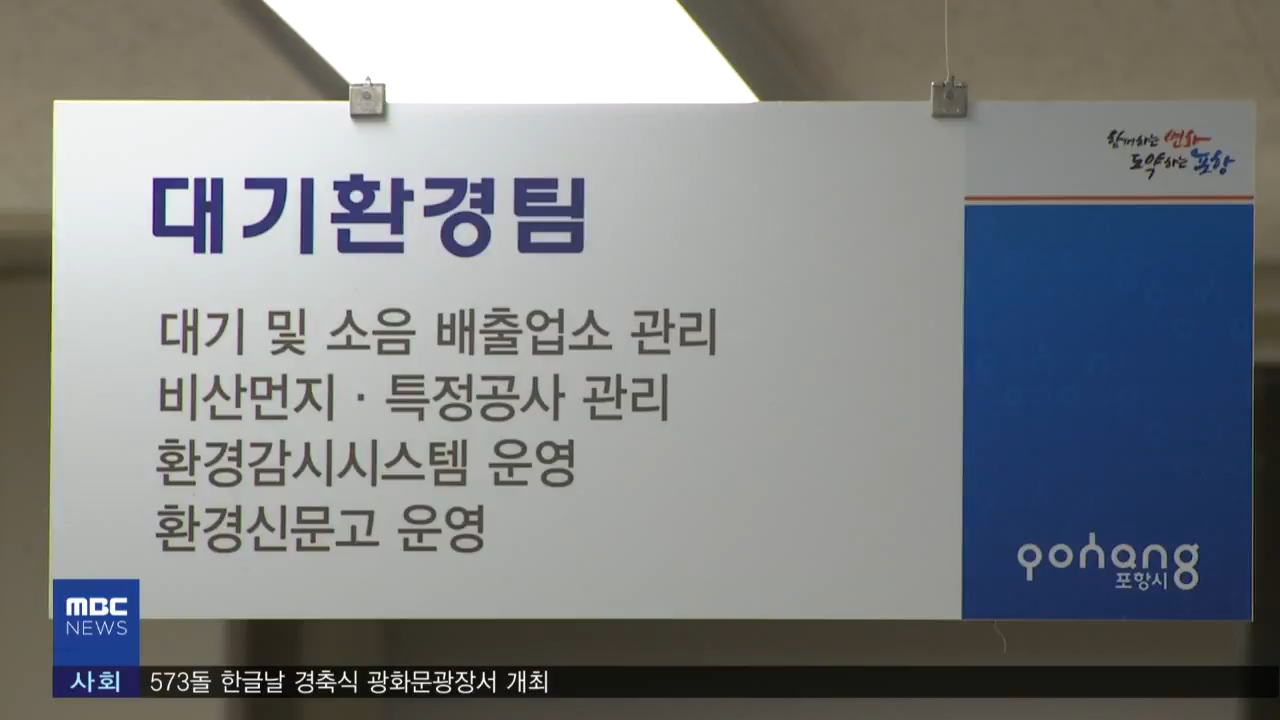 함께하는 변화
도약하는 포항
대기환경팀
대기 및 소음 배출업소 관리
비산먼지 · 특정공사 관리
환경감시시스템 운영
환경신문고 운영
pohang
포항시
MBC
NEWS
사회 573돌 한글날 경축식 광화문광장서 개최